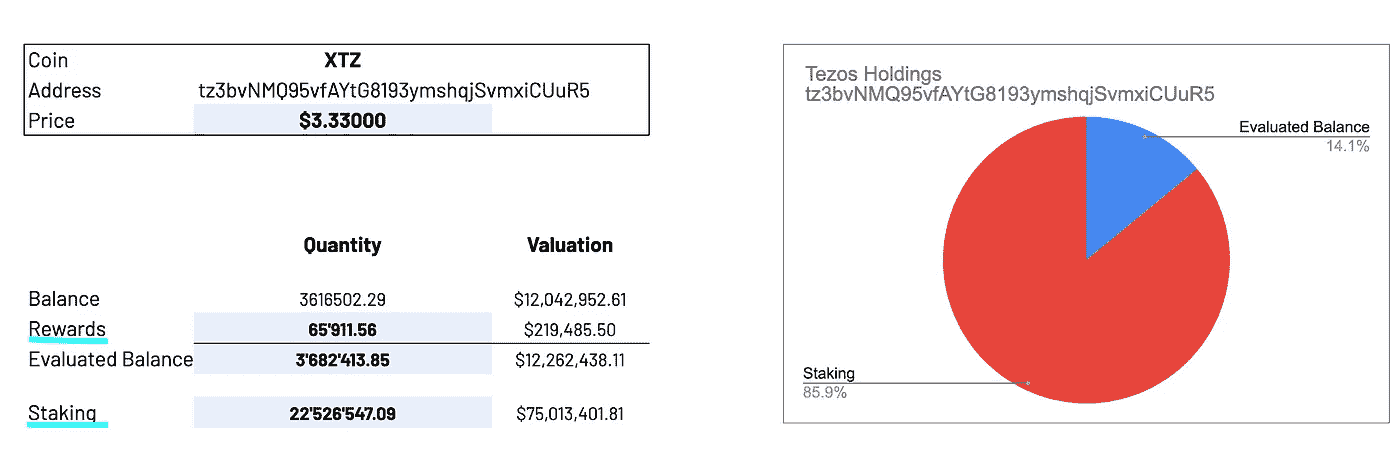 Coin XTZ
Address tz3bvNMQ95vfAYtG8193ymshqjSvmxiCUuR5
Price $3.33000
Quantity Valuation
Balance 3616502.29 $12,042,952.61
Rewards 65'911.56 $219,485.50
Evaluated Balance 3'682'413.85 $12,262,438.11
Staking 22'526'547.09 $75,013,401.81
Tezos Holdings
tz3bvNMQ95vfAYtG8193ymshqjSvmxiCUuR5
Evaluated Balance
14.1%
Staking
85.9%